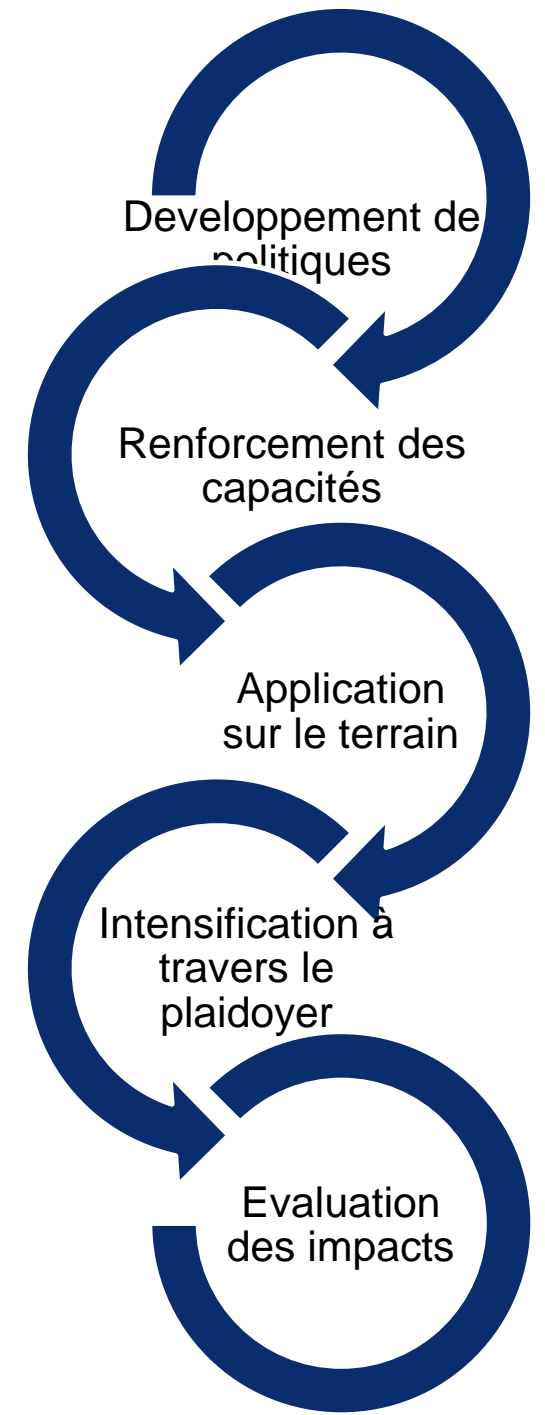 Developpement de
politiques
Renforcement des
capacités
Application
sur le terrain
Intensification à
travers le
plaidoyer
Evaluation
des impacts